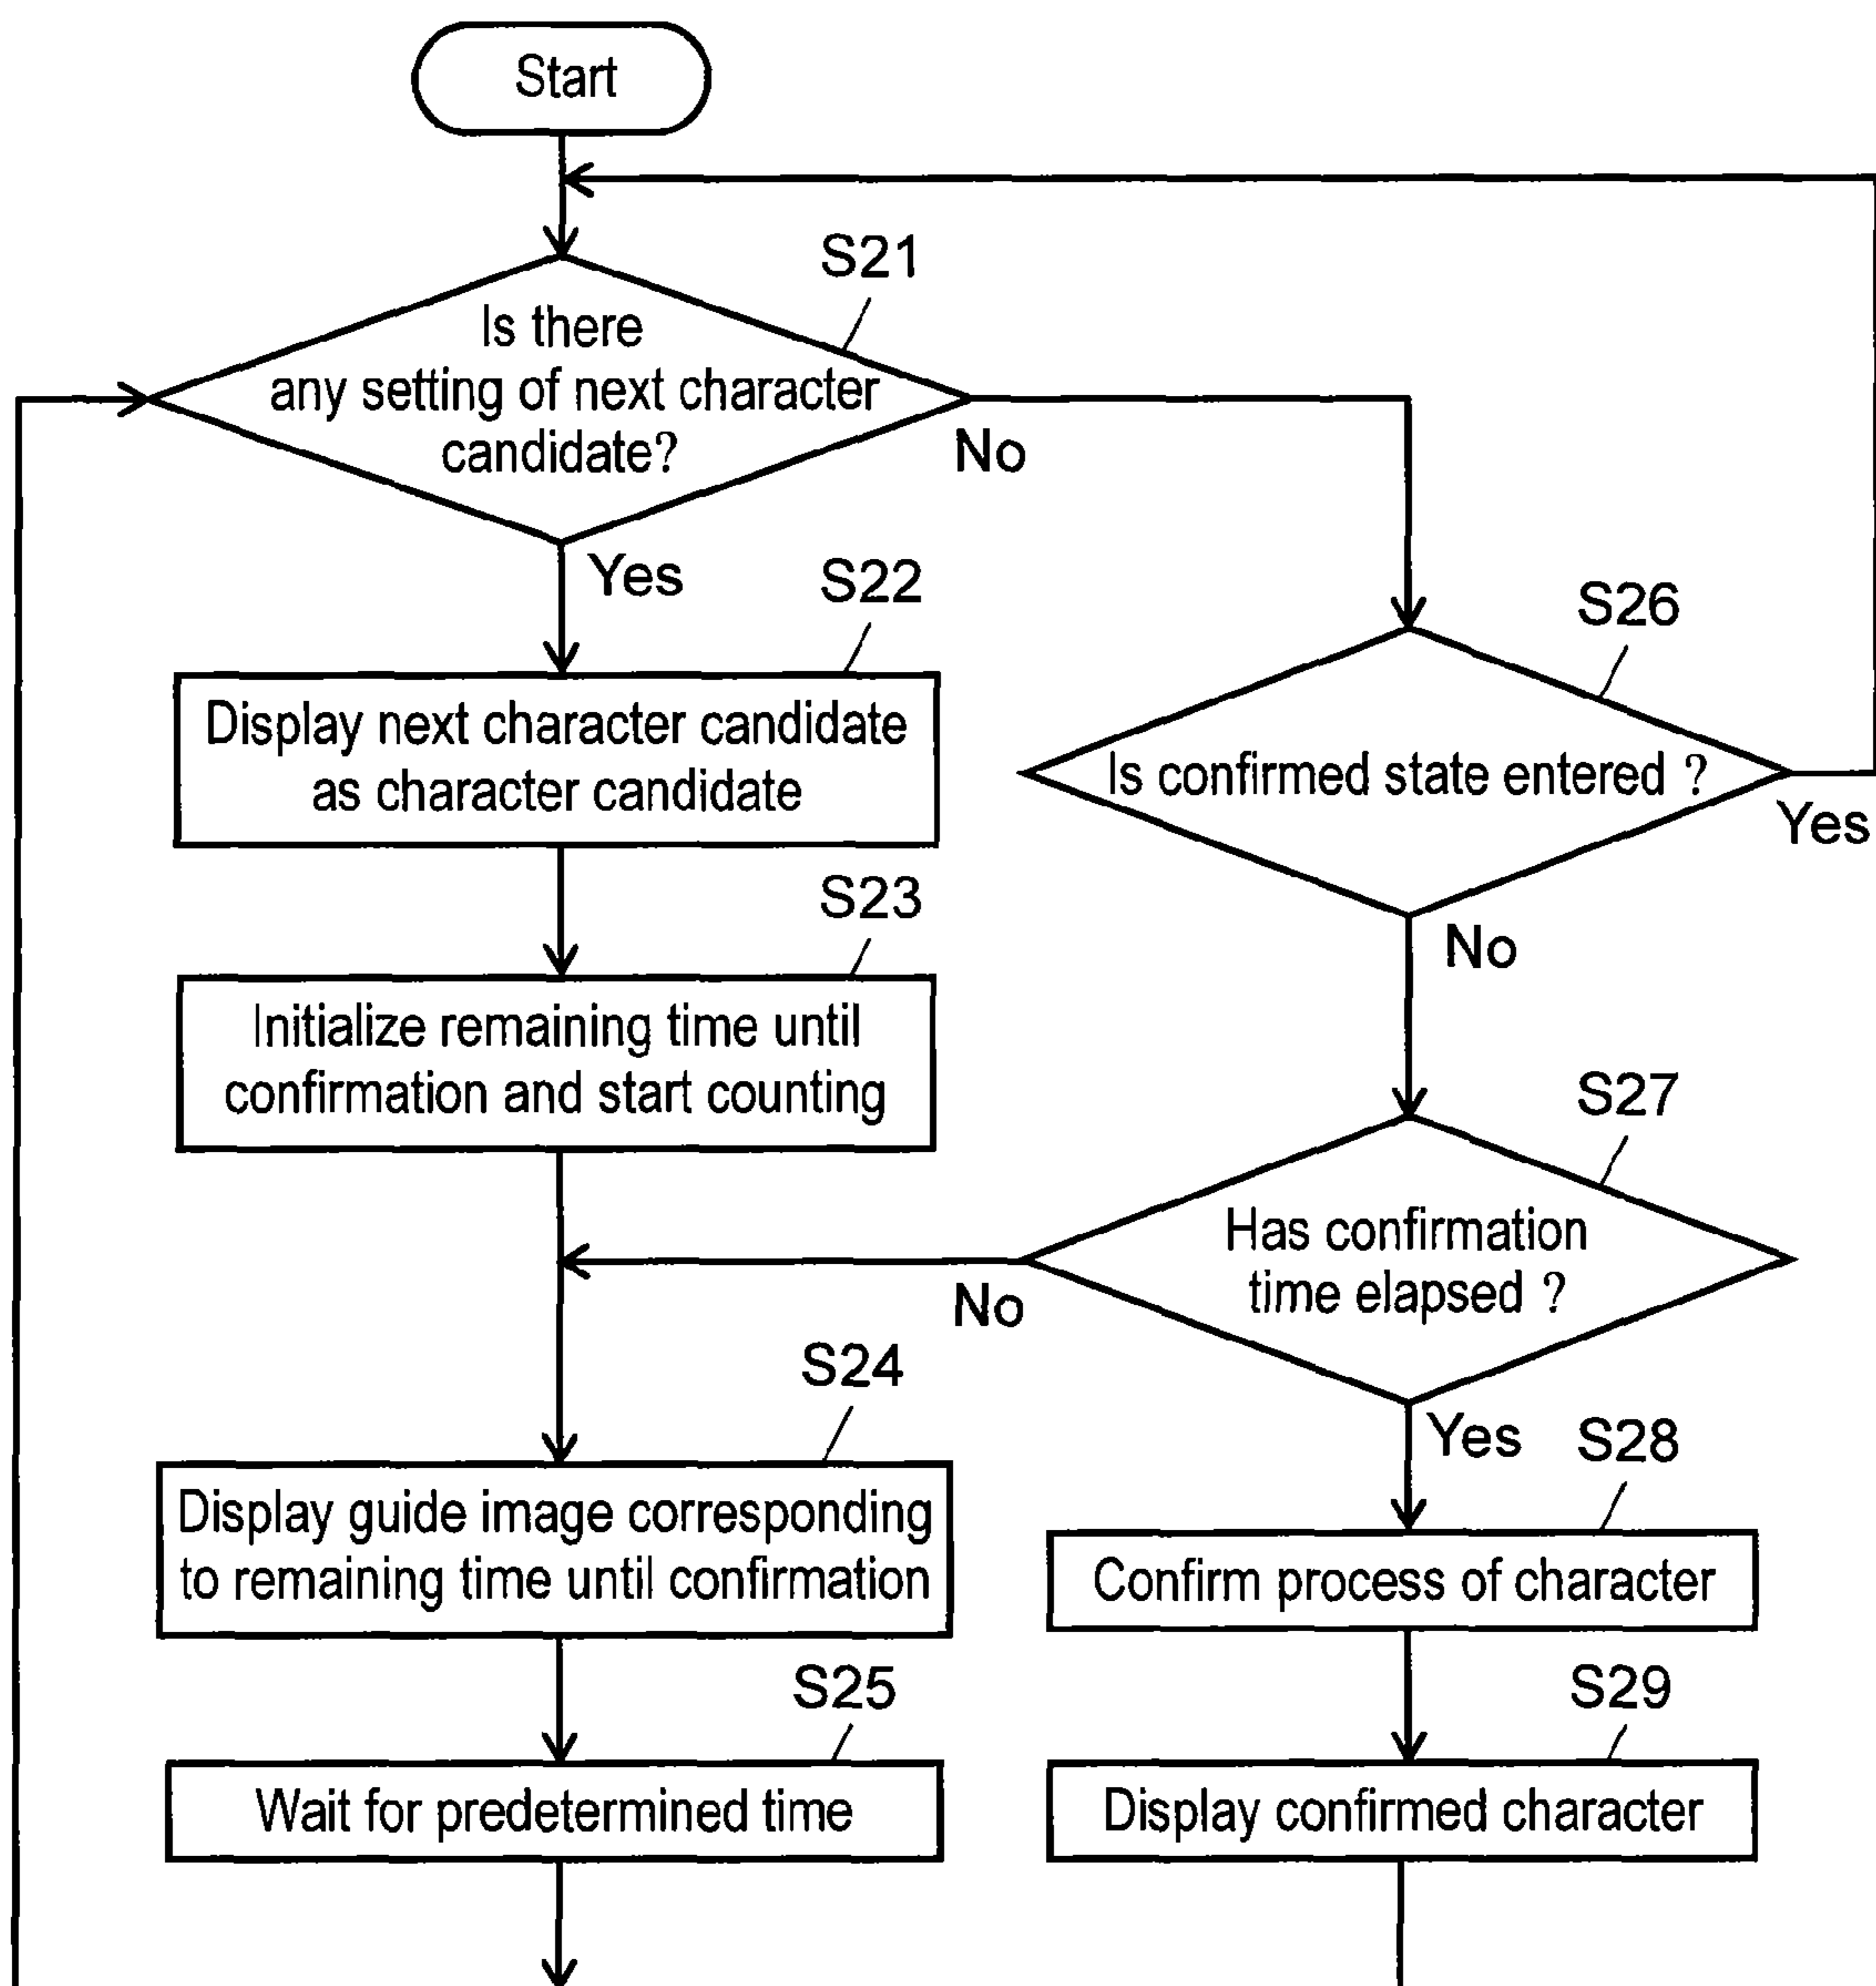 Start
S21
Is there
any setting of next character
candidate?
No
Yes
S22
Display next character candidate
as character candidate
S23
Initialize remaining time until
confirmation and start counting
S26
Is confirmed state entered ?
Yes
No
S27
Has confirmation
time elapsed ?
No
Yes
S24
Display guide image corresponding
to remaining time until confirmation
S25
Wait for predetermined time
S28
Confirm process of character
S29
Display confirmed character